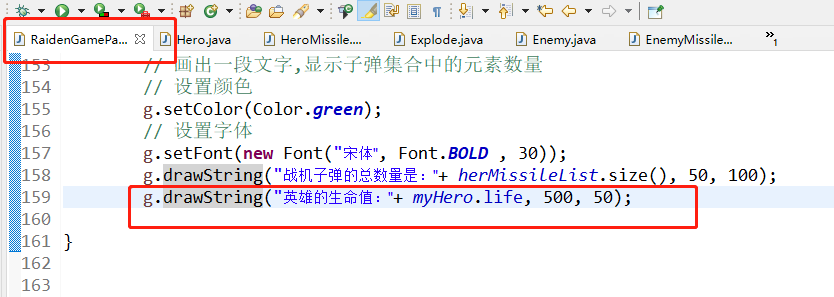 RaidenGamePa...
Hero.java
HeroMissile....
Explode.java
Enemy.java
EnemyMissile...
»1
153 // 画出一段文字,显示子弹集合中的元素数量
154 // 设置颜色
155 g.setColor(Color.green);
156 // 设置字体
157 g.setFont(new Font("宋体", Font.BOLD , 30));
158 g.drawString("战机子弹的总数量是："+ herMissileList.size(), 50, 100);
159 g.drawString("英雄的生命值："+ myHero.life, 500, 50);
160
161 }
162
163